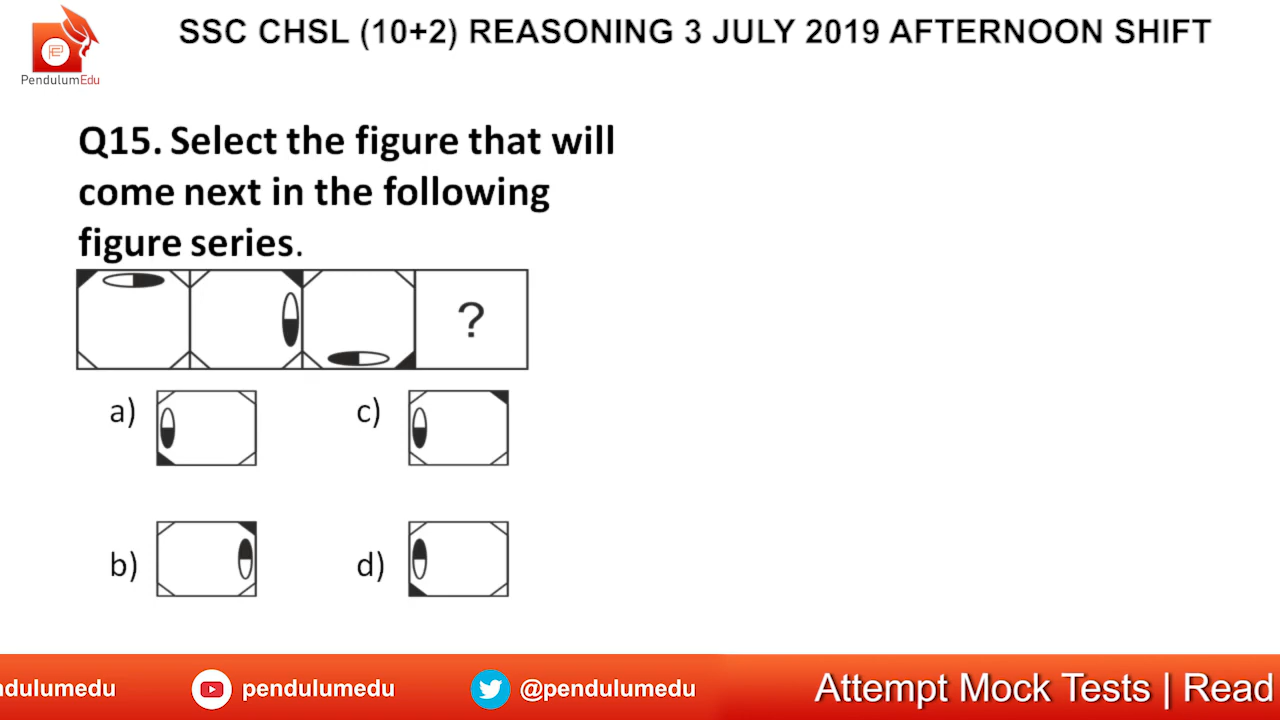 SSC CHSL (10+2) REASONING 3 JULY 2019 AFTERNOON SHIFT
PendulumEdu
Q15. Select the figure that will
come next in the following
figure series.
?
a)
c)
b)
d)
ndulumedu
pendulumedu
@pendulumedu
Attempt Mock Tests | Read